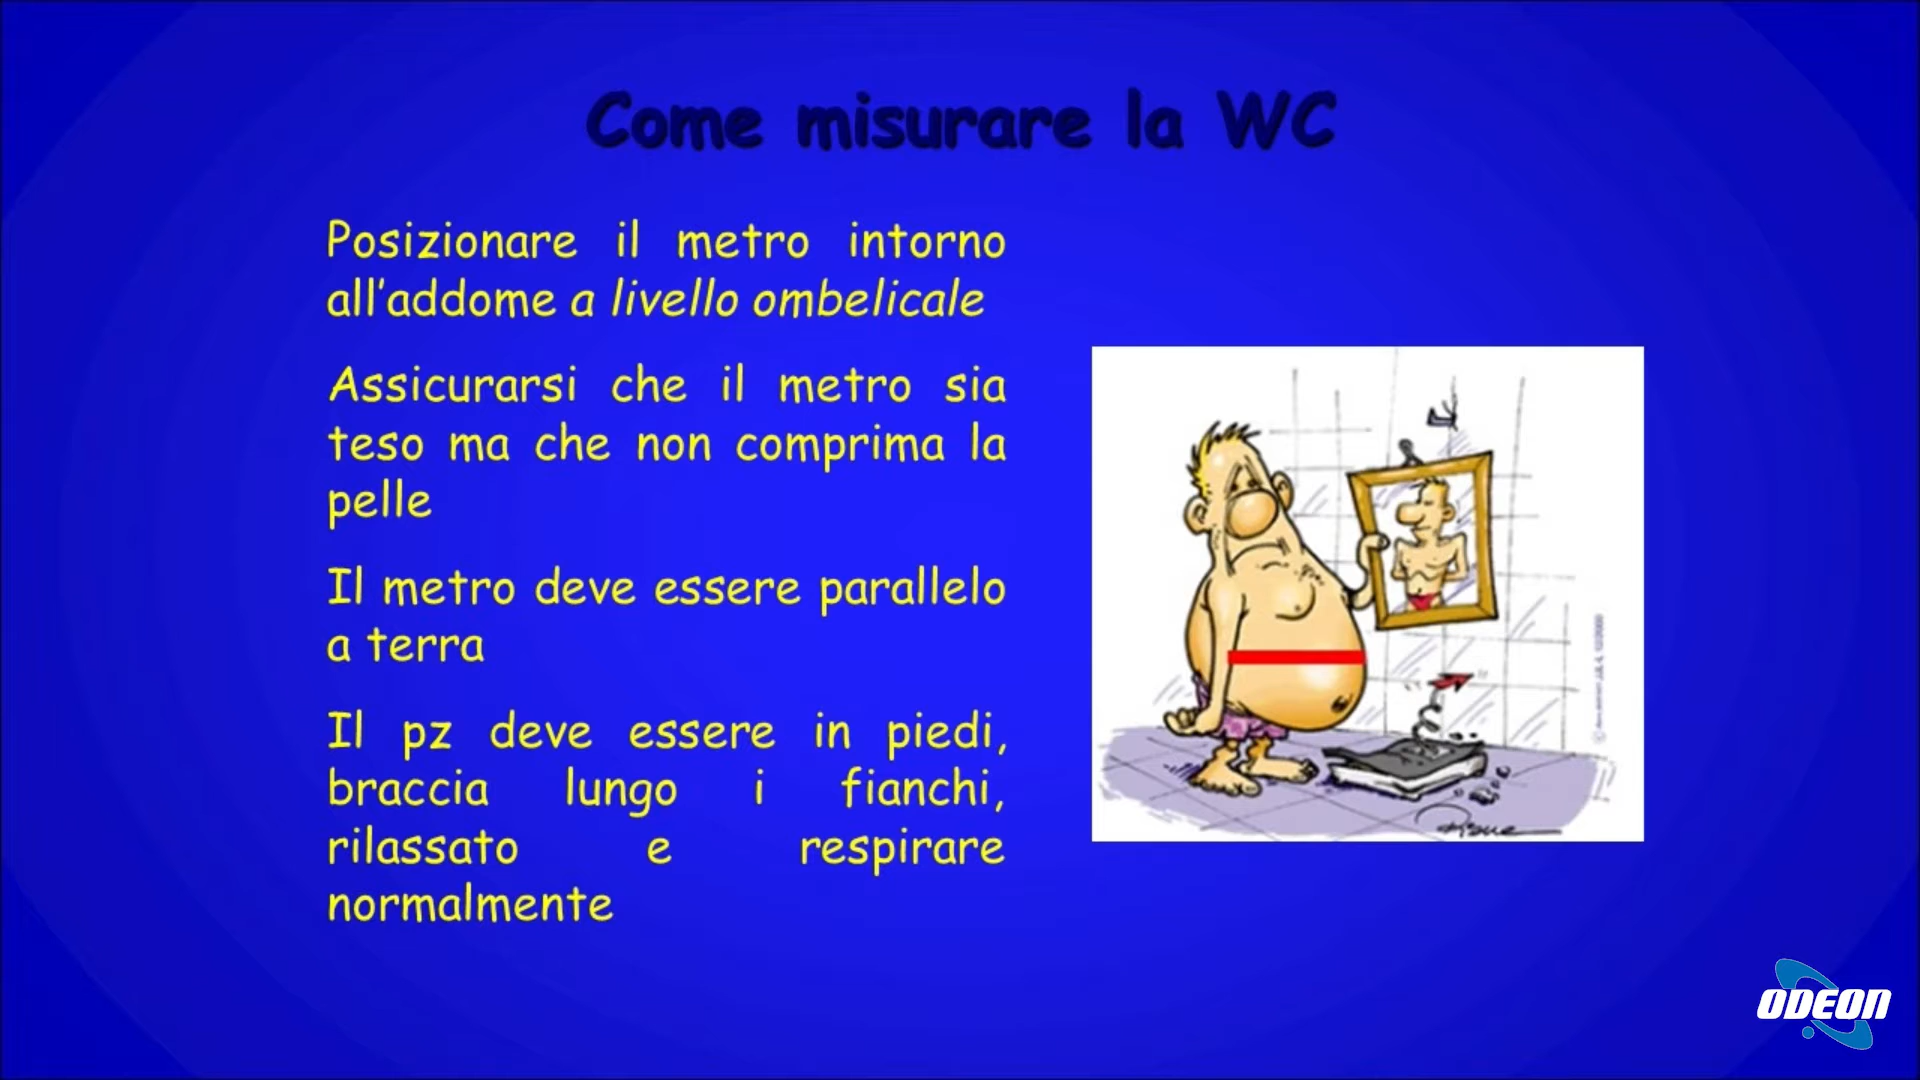 Come misurare la WC
Posizionare il metro intorno
all'addome a livello ombelicale
Assicurarsi che il metro sia
teso ma che non comprima la
pelle
Il metro deve essere parallelo
a terra
Il pz deve essere in piedi,
braccia lungo i fianchi,
rilassato e respirare
normalmente
ODEON